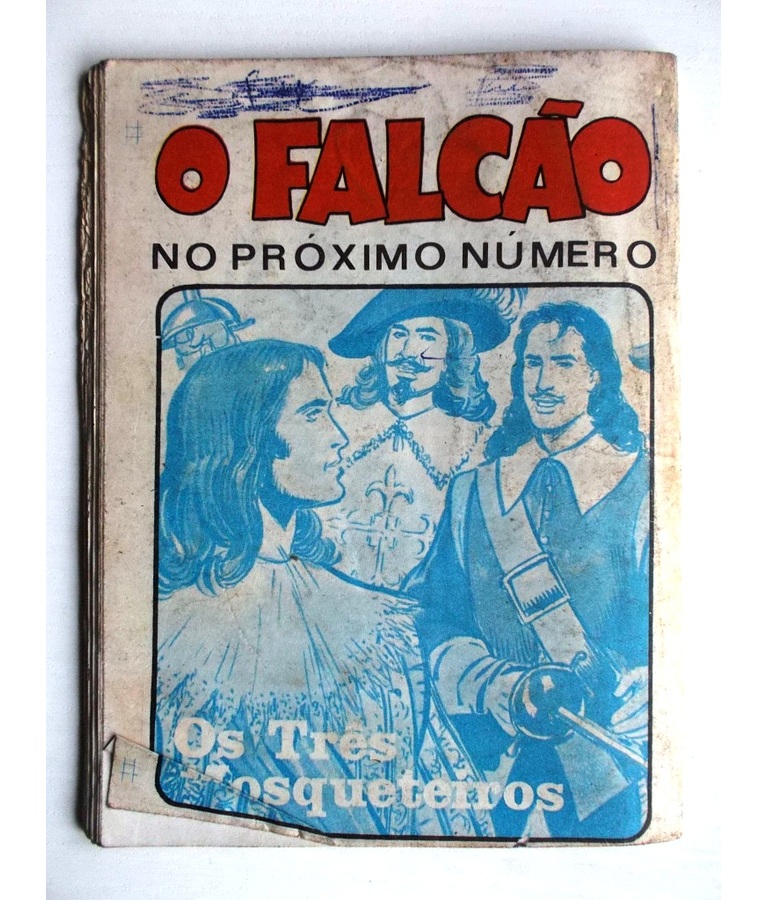 O FALCÃO
NO PRÓXIMO NÚMERO
Os Três
Mosqueteiros